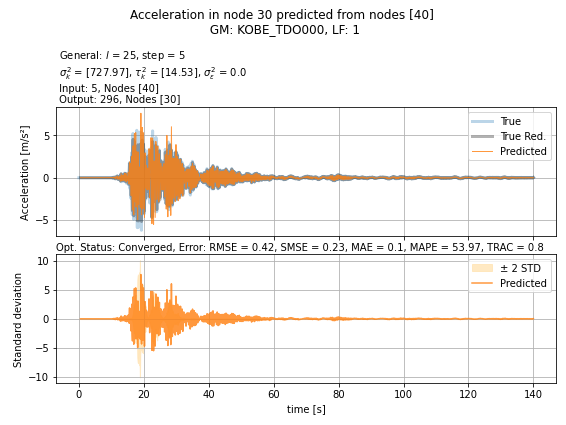 Acceleration in node 30 predicted from nodes [40]
GM: KOBE_TDO000, LF: 1
General: l = 25, step = 5
σ²ₖ = [727.97], τ²ₖ = [14.53], σ²ε = 0.0
Input: 5, Nodes [40]
Output: 296, Nodes [30]
Acceleration [m/s²]
5
0
−5
True
True Red.
Predicted
Opt. Status: Converged, Error: RMSE = 0.42, SMSE = 0.23, MAE = 0.1, MAPE = 53.97, TRAC = 0.8
Standard deviation
10
5
0
−5
−10
± 2 STD
Predicted
0 20 40 60 80 100 120 140
time [s]